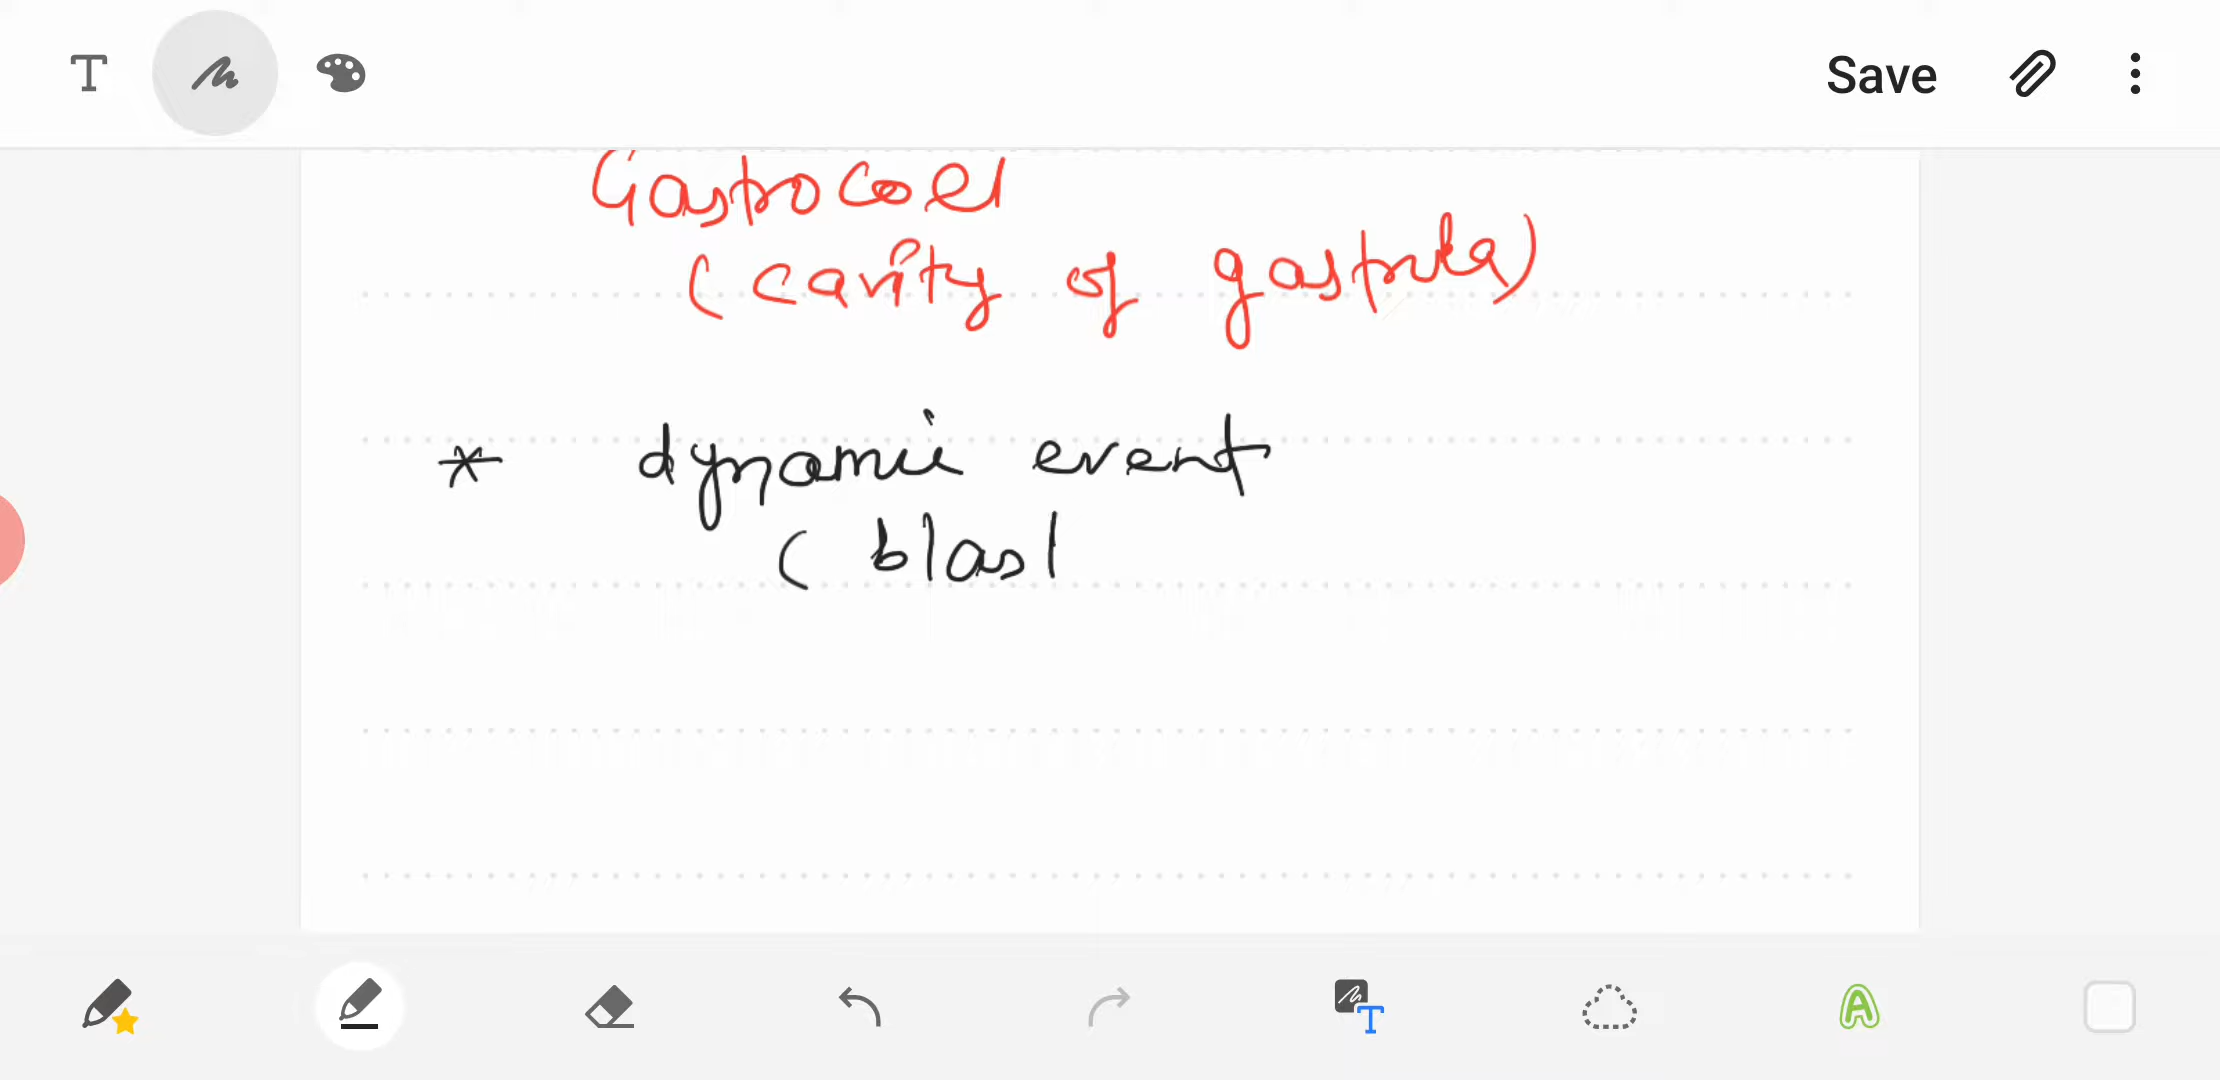 Save
Gastrocoel
(cavity of gastrula)
* dynamic event
(blast